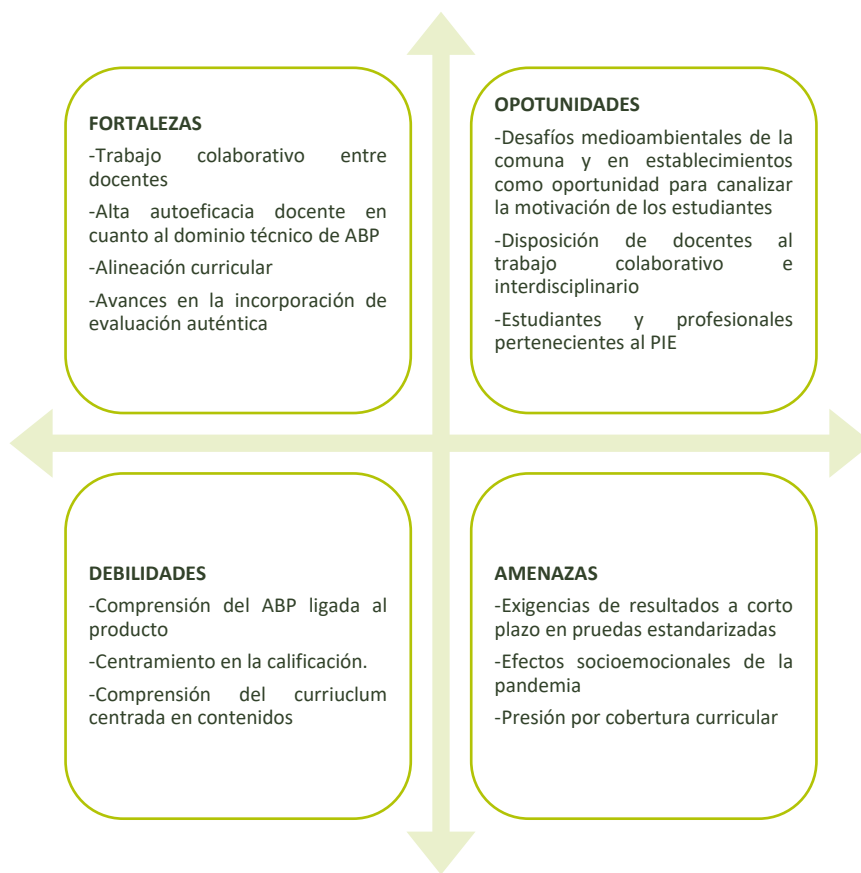 FORTALEZAS
-Trabajo colaborativo entre
docentes
-Alta autoeficacia docente en
cuanto al dominio técnico de ABP
-Alineación curricular
-Avances en la incorporación de
evaluación auténtica
OPOTUNIDADES
-Desafíos medioambientales de la
comuna y en establecimientos
como oportunidad para canalizar
la motivación de los estudiantes
-Disposición de docentes al
trabajo colaborativo e
interdisciplinario
-Estudiantes y profesionales
pertenecientes al PIE
DEBILIDADES
-Comprensión del ABP ligada al
producto
-Centramiento en la calificación.
-Comprensión del curriuclum
centrada en contenidos
AMENAZAS
-Exigencias de resultados a corto
plazo en pruebas estandarizadas
-Efectos socioemocionales de la
pandemia
-Presión por cobertura curricular